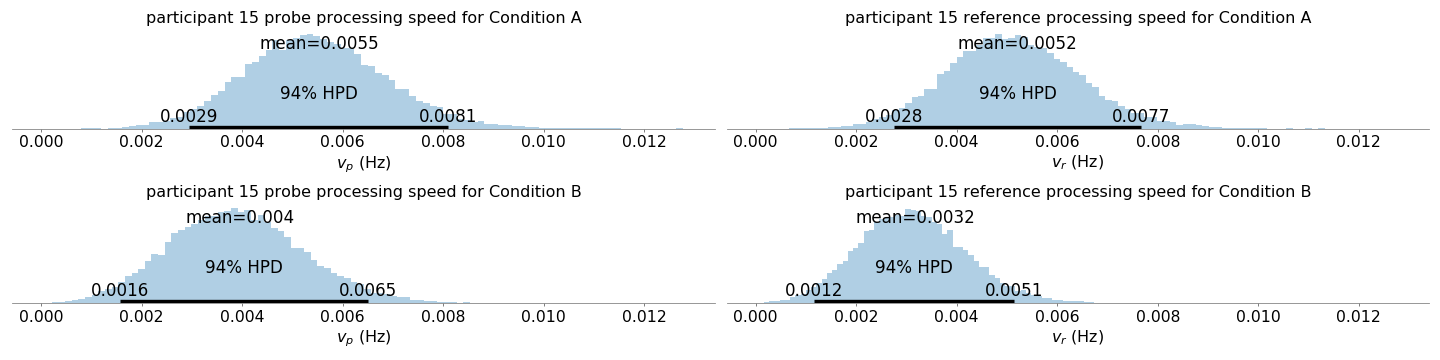 participant 15 probe processing speed for Condition A
mean=0.0055
94% HPD
0.0029 0.0081
0.000 0.002 0.004 0.006 0.008 0.010 0.012
v_p (Hz)
participant 15 reference processing speed for Condition A
mean=0.0052
94% HPD
0.0028 0.0077
0.000 0.002 0.004 0.006 0.008 0.010 0.012
v_r (Hz)
participant 15 probe processing speed for Condition B
mean=0.004
94% HPD
0.0016 0.0065
0.000 0.002 0.004 0.006 0.008 0.010 0.012
v_p (Hz)
participant 15 reference processing speed for Condition B
mean=0.0032
94% HPD
0.0012 0.0051
0.000 0.002 0.004 0.006 0.008 0.010 0.012
v_r (Hz)